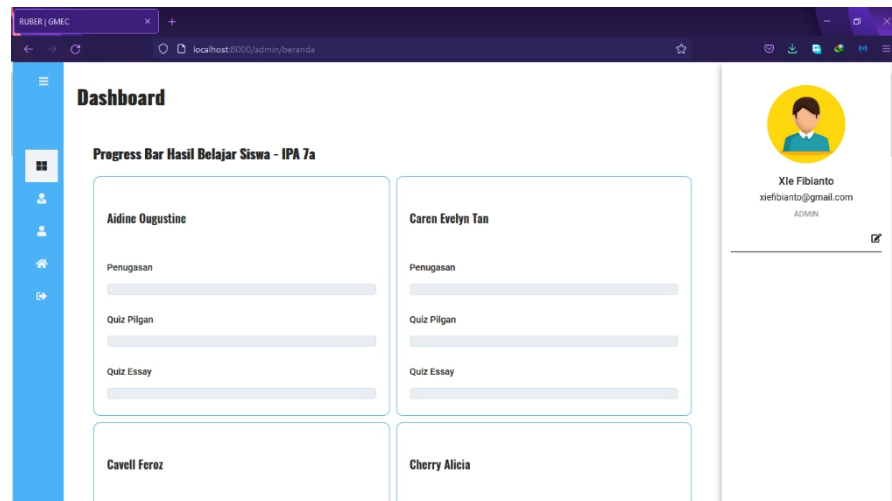 RUBER | GMEC
localhost:8000/admin/beranda
Dashboard
Progress Bar Hasil Belajar Siswa - IPA 7a
Aidine Ougustine
Penugasan
Quiz Pilgan
Quiz Essay
Caren Evelyn Tan
Penugasan
Quiz Pilgan
Quiz Essay
Cavell Feroz
Cherry Alicia
XIe Fibianto
xiefibianto@gmail.com
ADMIN